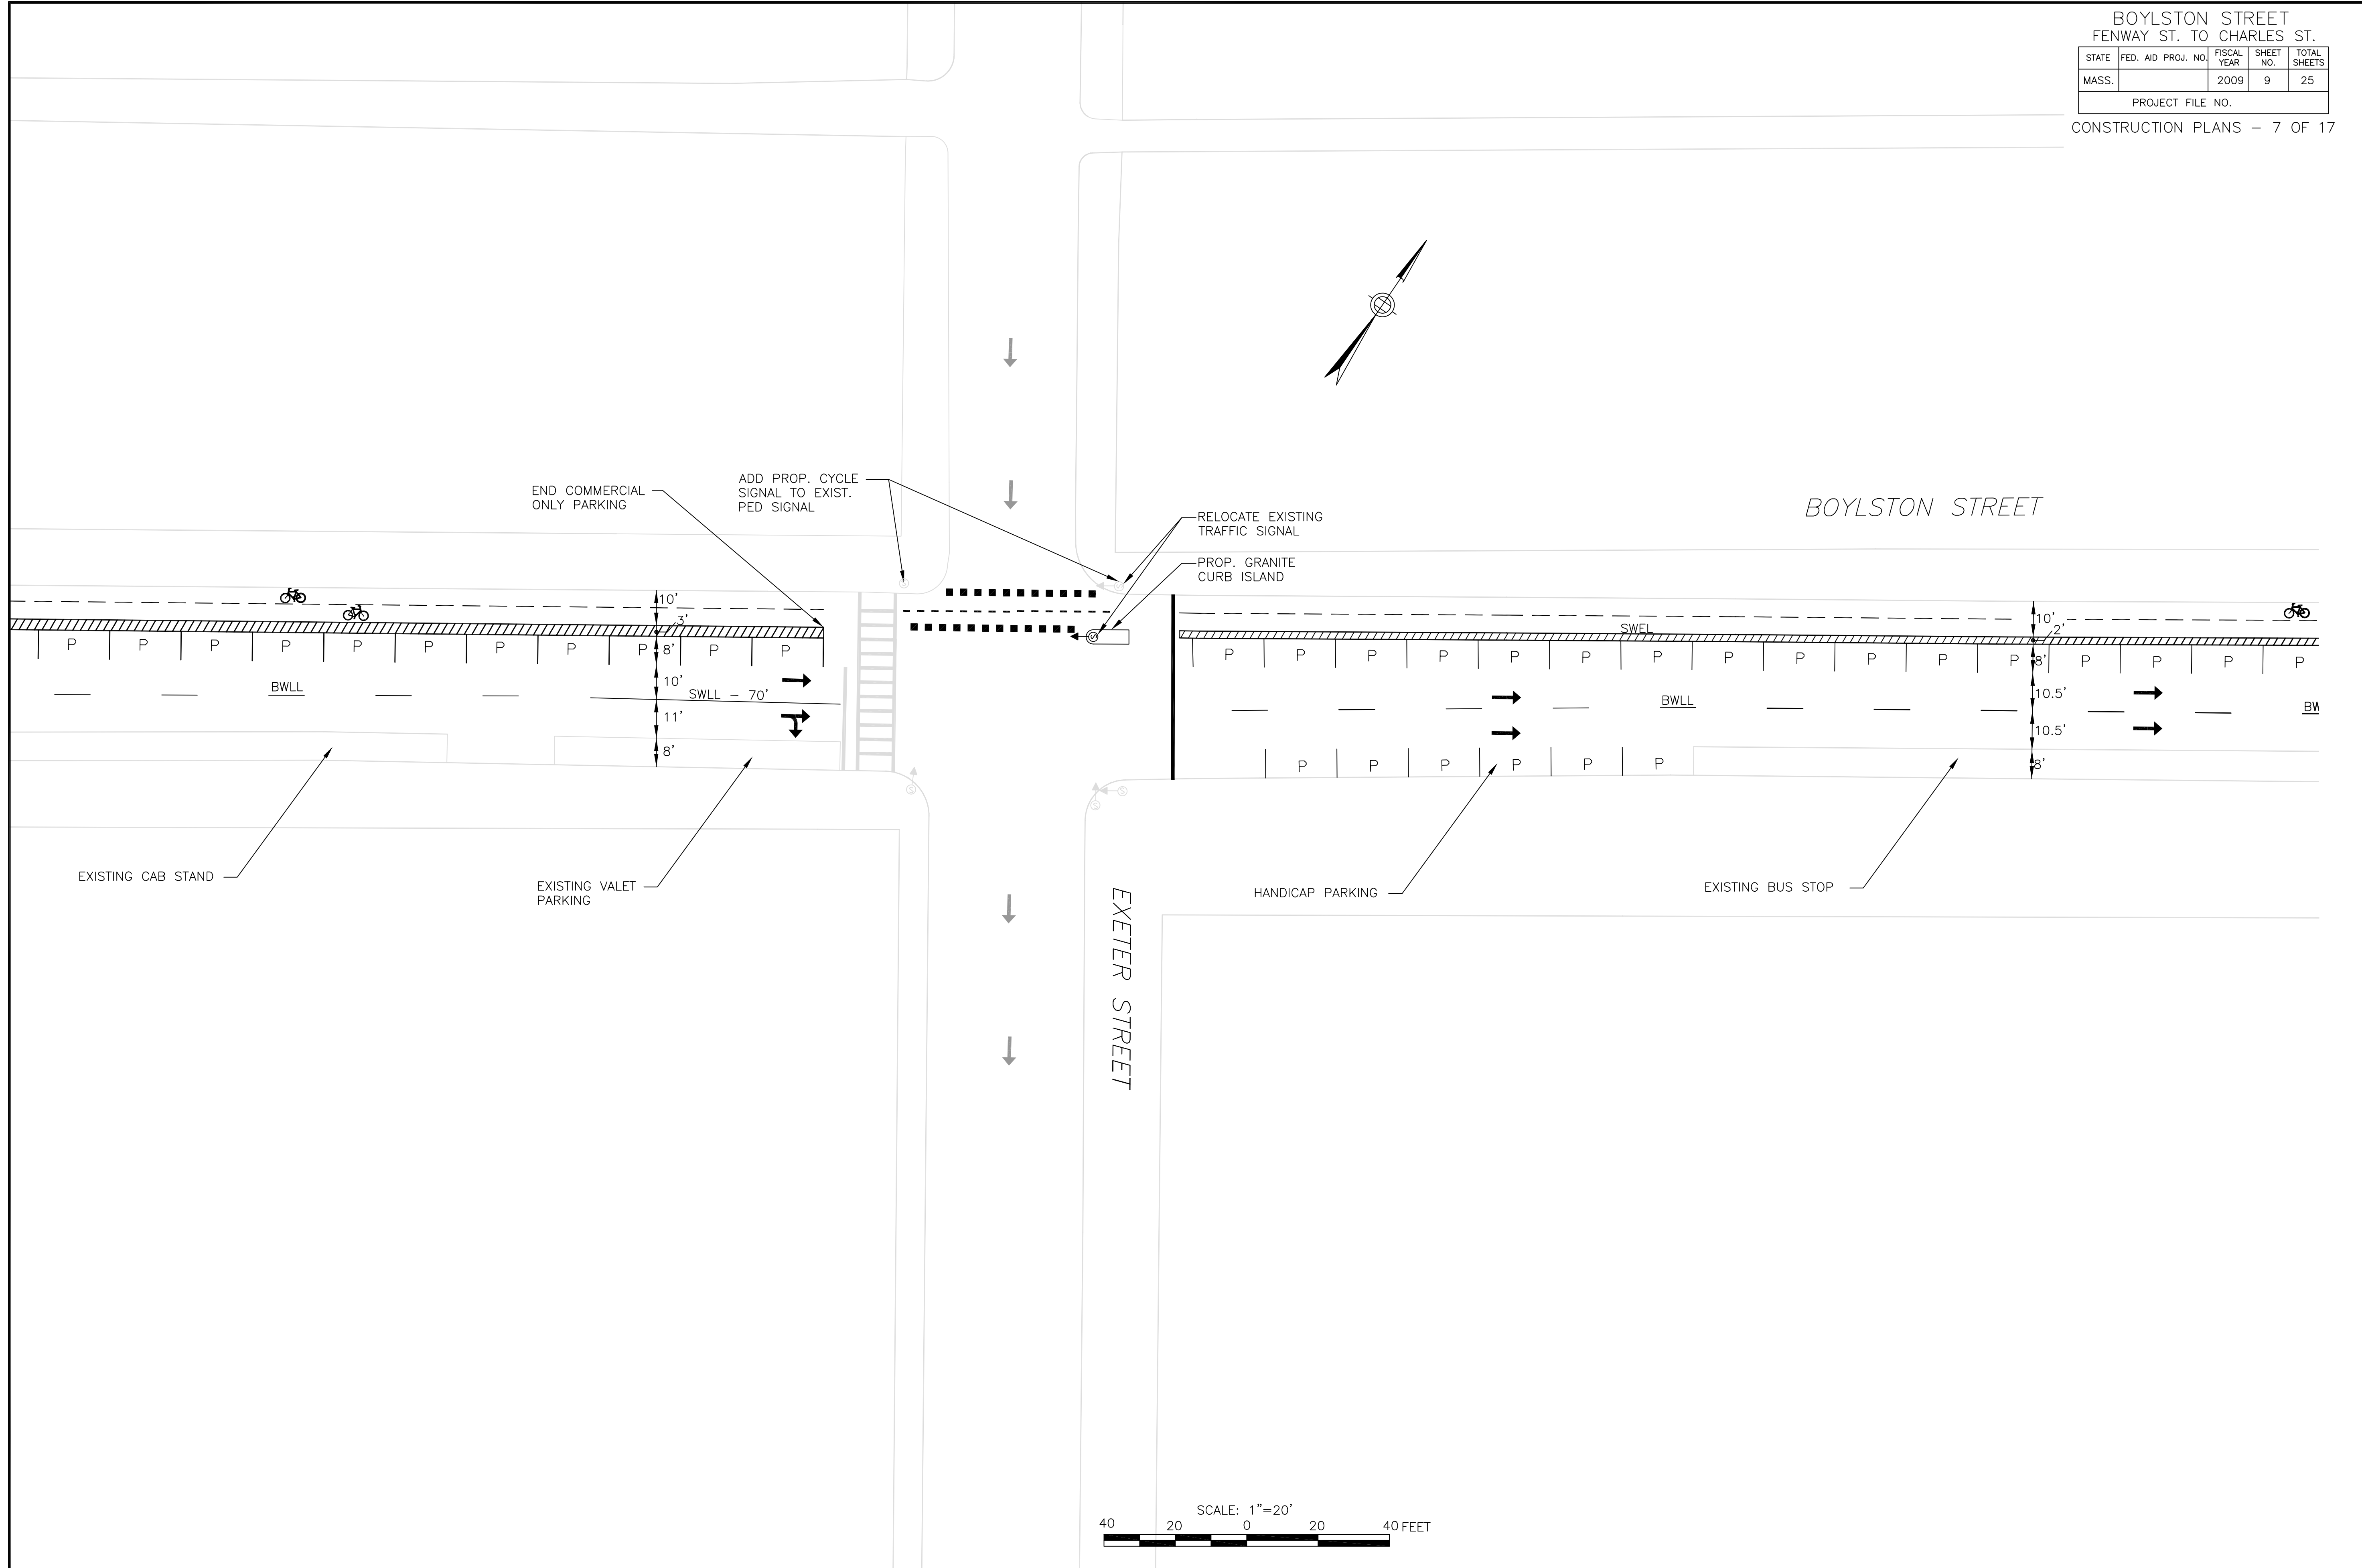 BOYLSTON STREET
FENWAY ST. TO CHARLES ST.
STATE FED. AID PROJ. NO. FISCAL YEAR SHEET NO. TOTAL SHEETS
MASS. 2009 9 25
PROJECT FILE NO.
CONSTRUCTION PLANS – 7 OF 17
END COMMERCIAL
ONLY PARKING
ADD PROP. CYCLE
SIGNAL TO EXIST.
PED SIGNAL
RELOCATE EXISTING
TRAFFIC SIGNAL
PROP. GRANITE
CURB ISLAND
BOYLSTON STREET
10'
3'
P P P P P P P P P P P
8'
10'
BWLL
SWLL – 70'
11'
8'
10'
SWEL
2'
P P P P P P P P P P P P P P P P
8'
10.5'
BWLL
BW
10.5'
P P P P P P
8'
EXISTING CAB STAND
EXISTING VALET
PARKING
HANDICAP PARKING
EXISTING BUS STOP
EXETER STREET
SCALE: 1"=20'
40 20 0 20 40 FEET